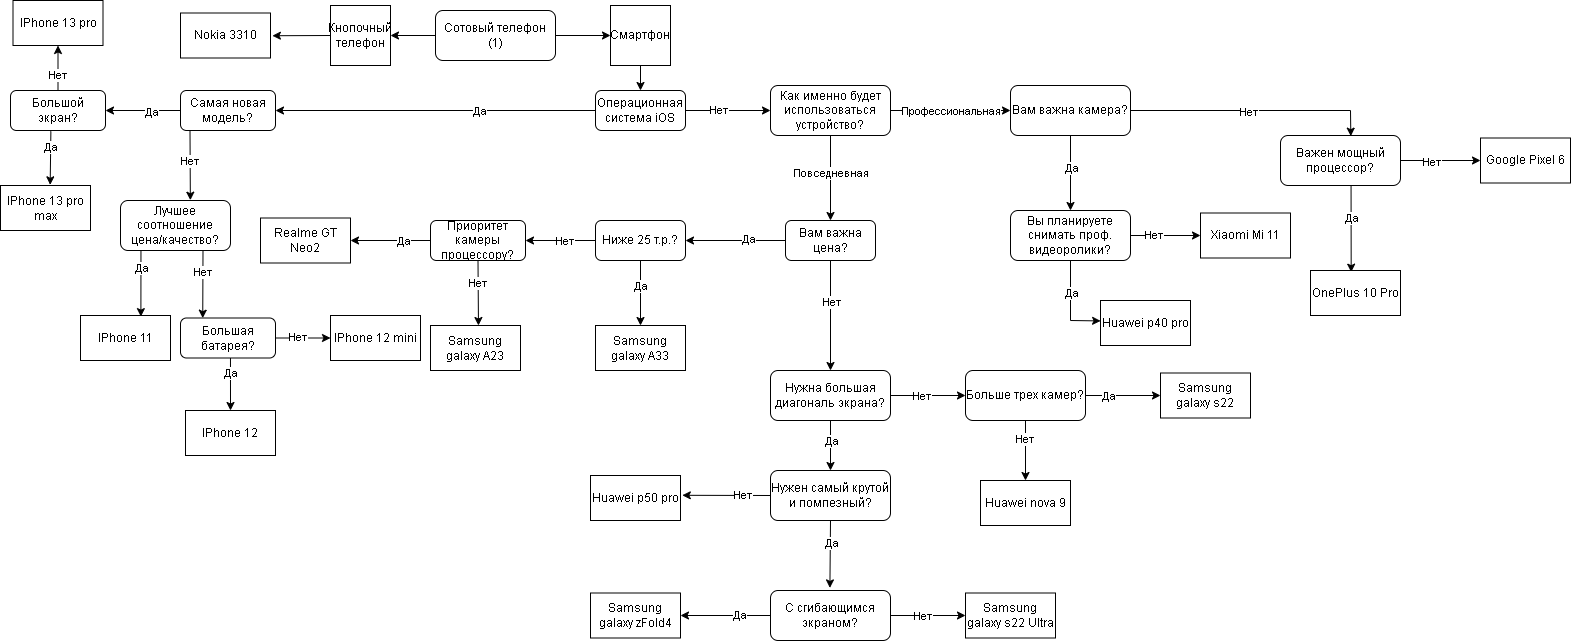 IPhone 13 pro
Nokia 3310
Кнопочный
телефон
Сотовый телефон
(1)
Смартфон
Нет
Большой
экран?
Да
Самая новая
модель?
Да
Операционная
система iOS
Нет
Как именно будет
использоваться
устройство?
Профессиональная
Вам важна камера?
Нет
Важен мощный
процессор?
Нет
Google Pixel 6
Да
IPhone 13 pro
max
Нет
Повседневная
Да
Да
Лучшее
соотношение
цена/качество?
Realme GT
Neo2
Да
Приоритет
камеры
процессору?
Нет
Ниже 25 т.р.?
Да
Вам важна
цена?
Вы планируете
снимать проф.
видеоролики?
Нет
Xiaomi Mi 11
Да
Нет
Нет
Да
Нет
Да
OnePlus 10 Pro
IPhone 11
Большая
батарея?
Нет
IPhone 12 mini
Samsung
galaxy A23
Samsung
galaxy A33
Huawei p40 pro
Да
IPhone 12
Нужна большая
диагональ экрана?
Нет
Больше трех камер?
Да
Samsung
galaxy s22
Да
Нет
Huawei p50 pro
Нет
Нужен самый крутой
и помпезный?
Huawei nova 9
Да
Samsung
galaxy zFold4
Да
С сгибающимся
экраном?
Нет
Samsung
galaxy s22 Ultra